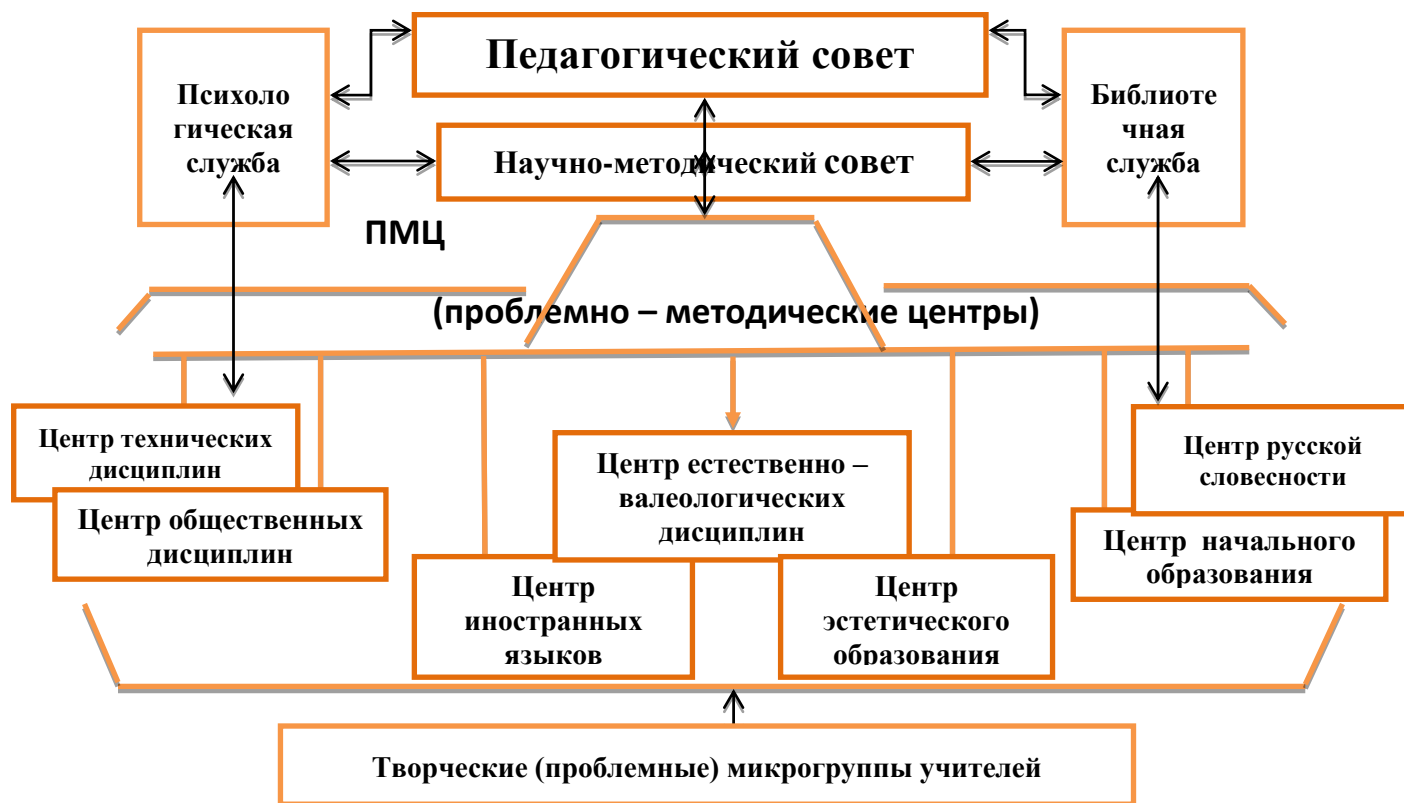 Педагогический совет
Психоло
гическая
служба
Библиоте
чная
служба
Научно-методический совет
ПМЦ
(проблемно – методические центры)
Центр технических
дисциплин
Центр общественных
дисциплин
Центр естественно –
валеологических
дисциплин
Центр русской
словесности
Центр начального
образования
Центр
иностранных
языков
Центр
эстетического
образования
Творческие (проблемные) микрогруппы учителей